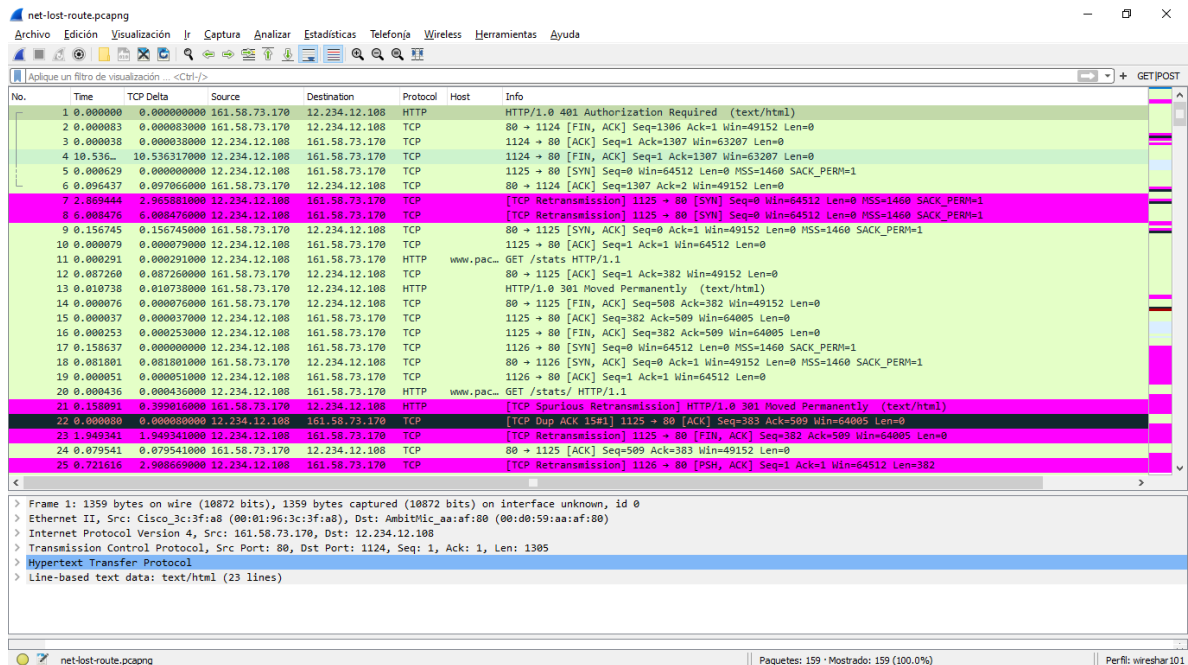 net-lost-route.pcapng
Archivo Edición Visualización Ir Captura Analizar Estadísticas Telefonía Wireless Herramientas Ayuda
Aplique un filtro de visualización ... <Ctrl-/> + GET|POST
No. Time TCP Delta Source Destination Protocol Host Info
1 0.000000 0.000000000 161.58.73.170 12.234.12.108 HTTP HTTP/1.0 401 Authorization Required (text/html)
2 0.000083 0.000083000 161.58.73.170 12.234.12.108 TCP 80 → 1124 [FIN, ACK] Seq=1306 Ack=1 Win=49152 Len=0
3 0.000038 0.000038000 12.234.12.108 161.58.73.170 TCP 1124 → 80 [ACK] Seq=1 Ack=1307 Win=63207 Len=0
4 10.536… 10.536317000 12.234.12.108 161.58.73.170 TCP 1124 → 80 [FIN, ACK] Seq=1 Ack=1307 Win=63207 Len=0
5 0.000629 0.000000000 12.234.12.108 161.58.73.170 TCP 1125 → 80 [SYN] Seq=0 Win=64512 Len=0 MSS=1460 SACK_PERM=1
6 0.096437 0.097066000 161.58.73.170 12.234.12.108 TCP 80 → 1124 [ACK] Seq=1307 Ack=2 Win=49152 Len=0
7 2.869444 2.965881000 12.234.12.108 161.58.73.170 TCP [TCP Retransmission] 1125 → 80 [SYN] Seq=0 Win=64512 Len=0 MSS=1460 SACK_PERM=1
8 6.008476 6.008476000 12.234.12.108 161.58.73.170 TCP [TCP Retransmission] 1125 → 80 [SYN] Seq=0 Win=64512 Len=0 MSS=1460 SACK_PERM=1
9 0.156745 0.156745000 161.58.73.170 12.234.12.108 TCP 80 → 1125 [SYN, ACK] Seq=0 Ack=1 Win=49152 Len=0 MSS=1460 SACK_PERM=1
10 0.000079 0.000079000 12.234.12.108 161.58.73.170 TCP 1125 → 80 [ACK] Seq=1 Ack=1 Win=64512 Len=0
11 0.000291 0.000291000 12.234.12.108 161.58.73.170 HTTP www.pac… GET /stats HTTP/1.1
12 0.087260 0.087260000 161.58.73.170 12.234.12.108 TCP 80 → 1125 [ACK] Seq=1 Ack=382 Win=49152 Len=0
13 0.010738 0.010738000 161.58.73.170 12.234.12.108 HTTP HTTP/1.0 301 Moved Permanently (text/html)
14 0.000076 0.000076000 161.58.73.170 12.234.12.108 TCP 80 → 1125 [FIN, ACK] Seq=508 Ack=382 Win=49152 Len=0
15 0.000037 0.000037000 12.234.12.108 161.58.73.170 TCP 1125 → 80 [ACK] Seq=382 Ack=509 Win=64005 Len=0
16 0.000253 0.000253000 12.234.12.108 161.58.73.170 TCP 1125 → 80 [FIN, ACK] Seq=382 Ack=509 Win=64005 Len=0
17 0.158637 0.000000000 12.234.12.108 161.58.73.170 TCP 1126 → 80 [SYN] Seq=0 Win=64512 Len=0 MSS=1460 SACK_PERM=1
18 0.081801 0.081801000 161.58.73.170 12.234.12.108 TCP 80 → 1126 [SYN, ACK] Seq=0 Ack=1 Win=49152 Len=0 MSS=1460 SACK_PERM=1
19 0.000051 0.000051000 12.234.12.108 161.58.73.170 TCP 1126 → 80 [ACK] Seq=1 Ack=1 Win=64512 Len=0
20 0.000436 0.000436000 12.234.12.108 161.58.73.170 HTTP www.pac… GET /stats/ HTTP/1.1
21 0.158091 0.399016000 161.58.73.170 12.234.12.108 HTTP [TCP Spurious Retransmission] HTTP/1.0 301 Moved Permanently (text/html)
22 0.000080 0.000080000 12.234.12.108 161.58.73.170 TCP [TCP Dup ACK 15#1] 1125 → 80 [ACK] Seq=383 Ack=509 Win=64005 Len=0
23 1.949341 1.949341000 12.234.12.108 161.58.73.170 TCP [TCP Retransmission] 1125 → 80 [FIN, ACK] Seq=382 Ack=509 Win=64005 Len=0
24 0.079541 0.079541000 161.58.73.170 12.234.12.108 TCP 80 → 1125 [ACK] Seq=509 Ack=383 Win=49152 Len=0
25 0.721616 2.908669000 12.234.12.108 161.58.73.170 TCP [TCP Retransmission] 1126 → 80 [PSH, ACK] Seq=1 Ack=1 Win=64512 Len=382
Frame 1: 1359 bytes on wire (10872 bits), 1359 bytes captured (10872 bits) on interface unknown, id 0
Ethernet II, Src: Cisco_3c:3f:a8 (00:01:96:3c:3f:a8), Dst: AmbitMic_aa:af:80 (00:d0:59:aa:af:80)
Internet Protocol Version 4, Src: 161.58.73.170, Dst: 12.234.12.108
Transmission Control Protocol, Src Port: 80, Dst Port: 1124, Seq: 1, Ack: 1, Len: 1305
Hypertext Transfer Protocol
Line-based text data: text/html (23 lines)
net-lost-route.pcapng Paquetes: 159 · Mostrado: 159 (100.0%) Perfil: wireshar101